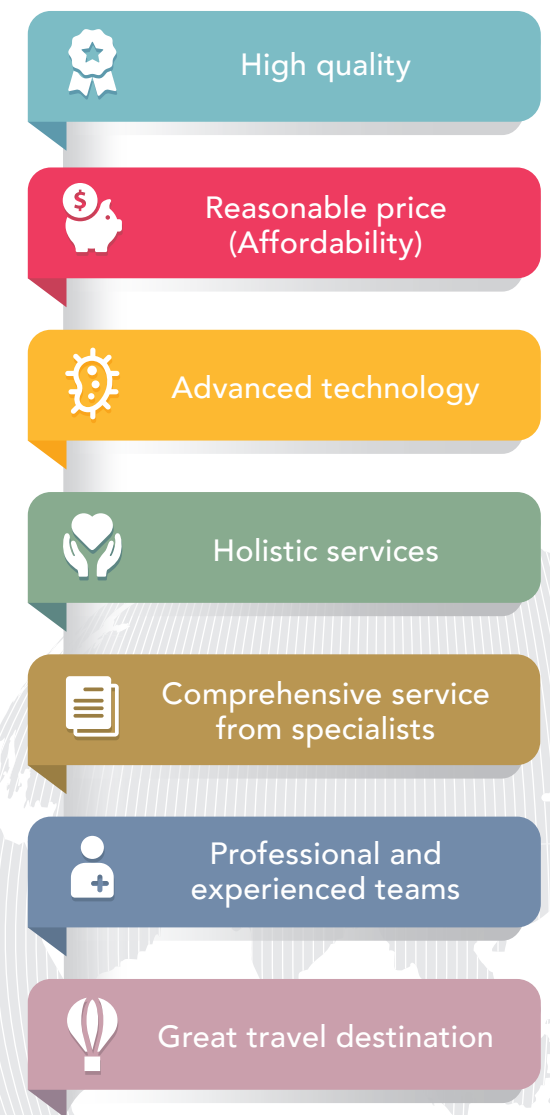 High quality
$
Reasonable price
(Affordability)
Advanced technology
Holistic services
Comprehensive service
from specialists
Professional and
experienced teams
Great travel destination